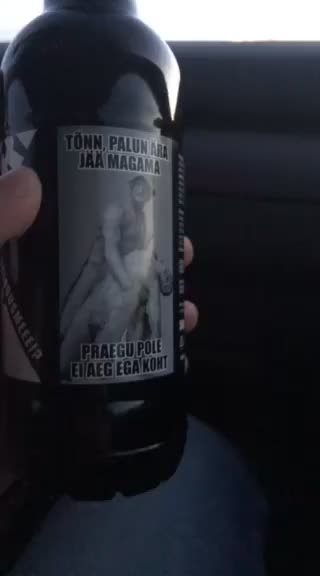 TÕNN, PALUN ÄRA
JÄÄ MAGAMA
PRAEGU POLE
EI AEG EGA KOHT